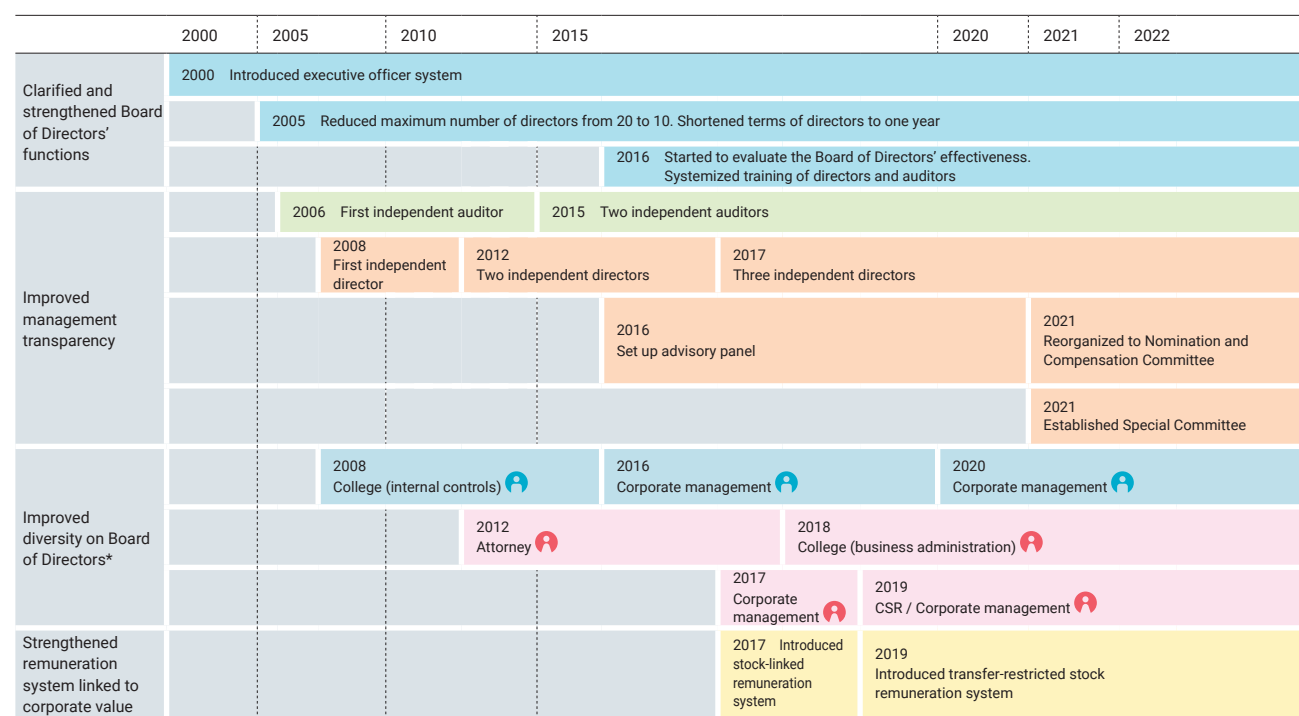 2000 2005 2010 2015 2020 2021 2022
Clarified and
strengthened Board
of Directors'
functions
2000 Introduced executive officer system
2005 Reduced maximum number of directors from 20 to 10. Shortened terms of directors to one year
2016 Started to evaluate the Board of Directors' effectiveness.
Systemized training of directors and auditors
Improved
management
transparency
2006 First independent auditor
2015 Two independent auditors
2008
First independent
director
2012
Two independent directors
2017
Three independent directors
2016
Set up advisory panel
2021
Reorganized to Nomination and
Compensation Committee
2021
Established Special Committee
Improved
diversity on Board
of Directors*
2008
College (internal controls)
2016
Corporate management
2020
Corporate management
2012
Attorney
2018
College (business administration)
2017
Corporate
management
2019
CSR / Corporate management
Strengthened
remuneration
system linked to
corporate value
2017 Introduced
stock-linked
remuneration
system
2019
Introduced transfer-restricted stock
remuneration system